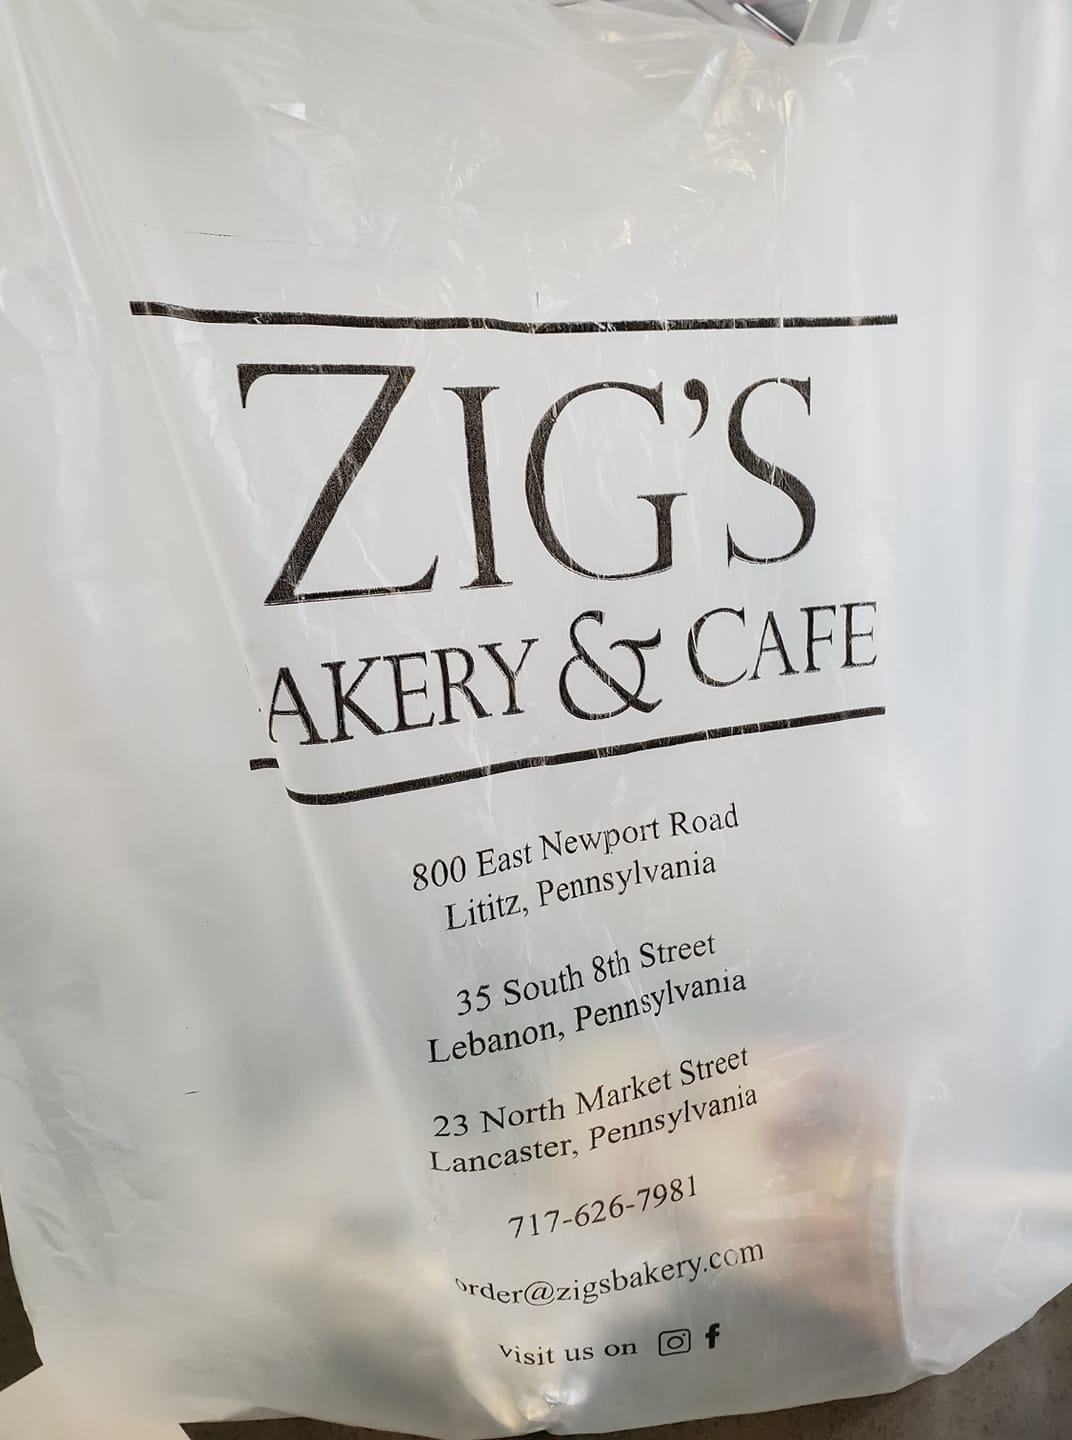 ZIG'S
AKERY & CAFE
800 East Newport Road
Lititz, Pennsylvania
35 South 8th Street
Lebanon, Pennsylvania
23 North Market Street
Lancaster, Pennsylvania
717-626-7981
order@zigsbakery.com
visit us on